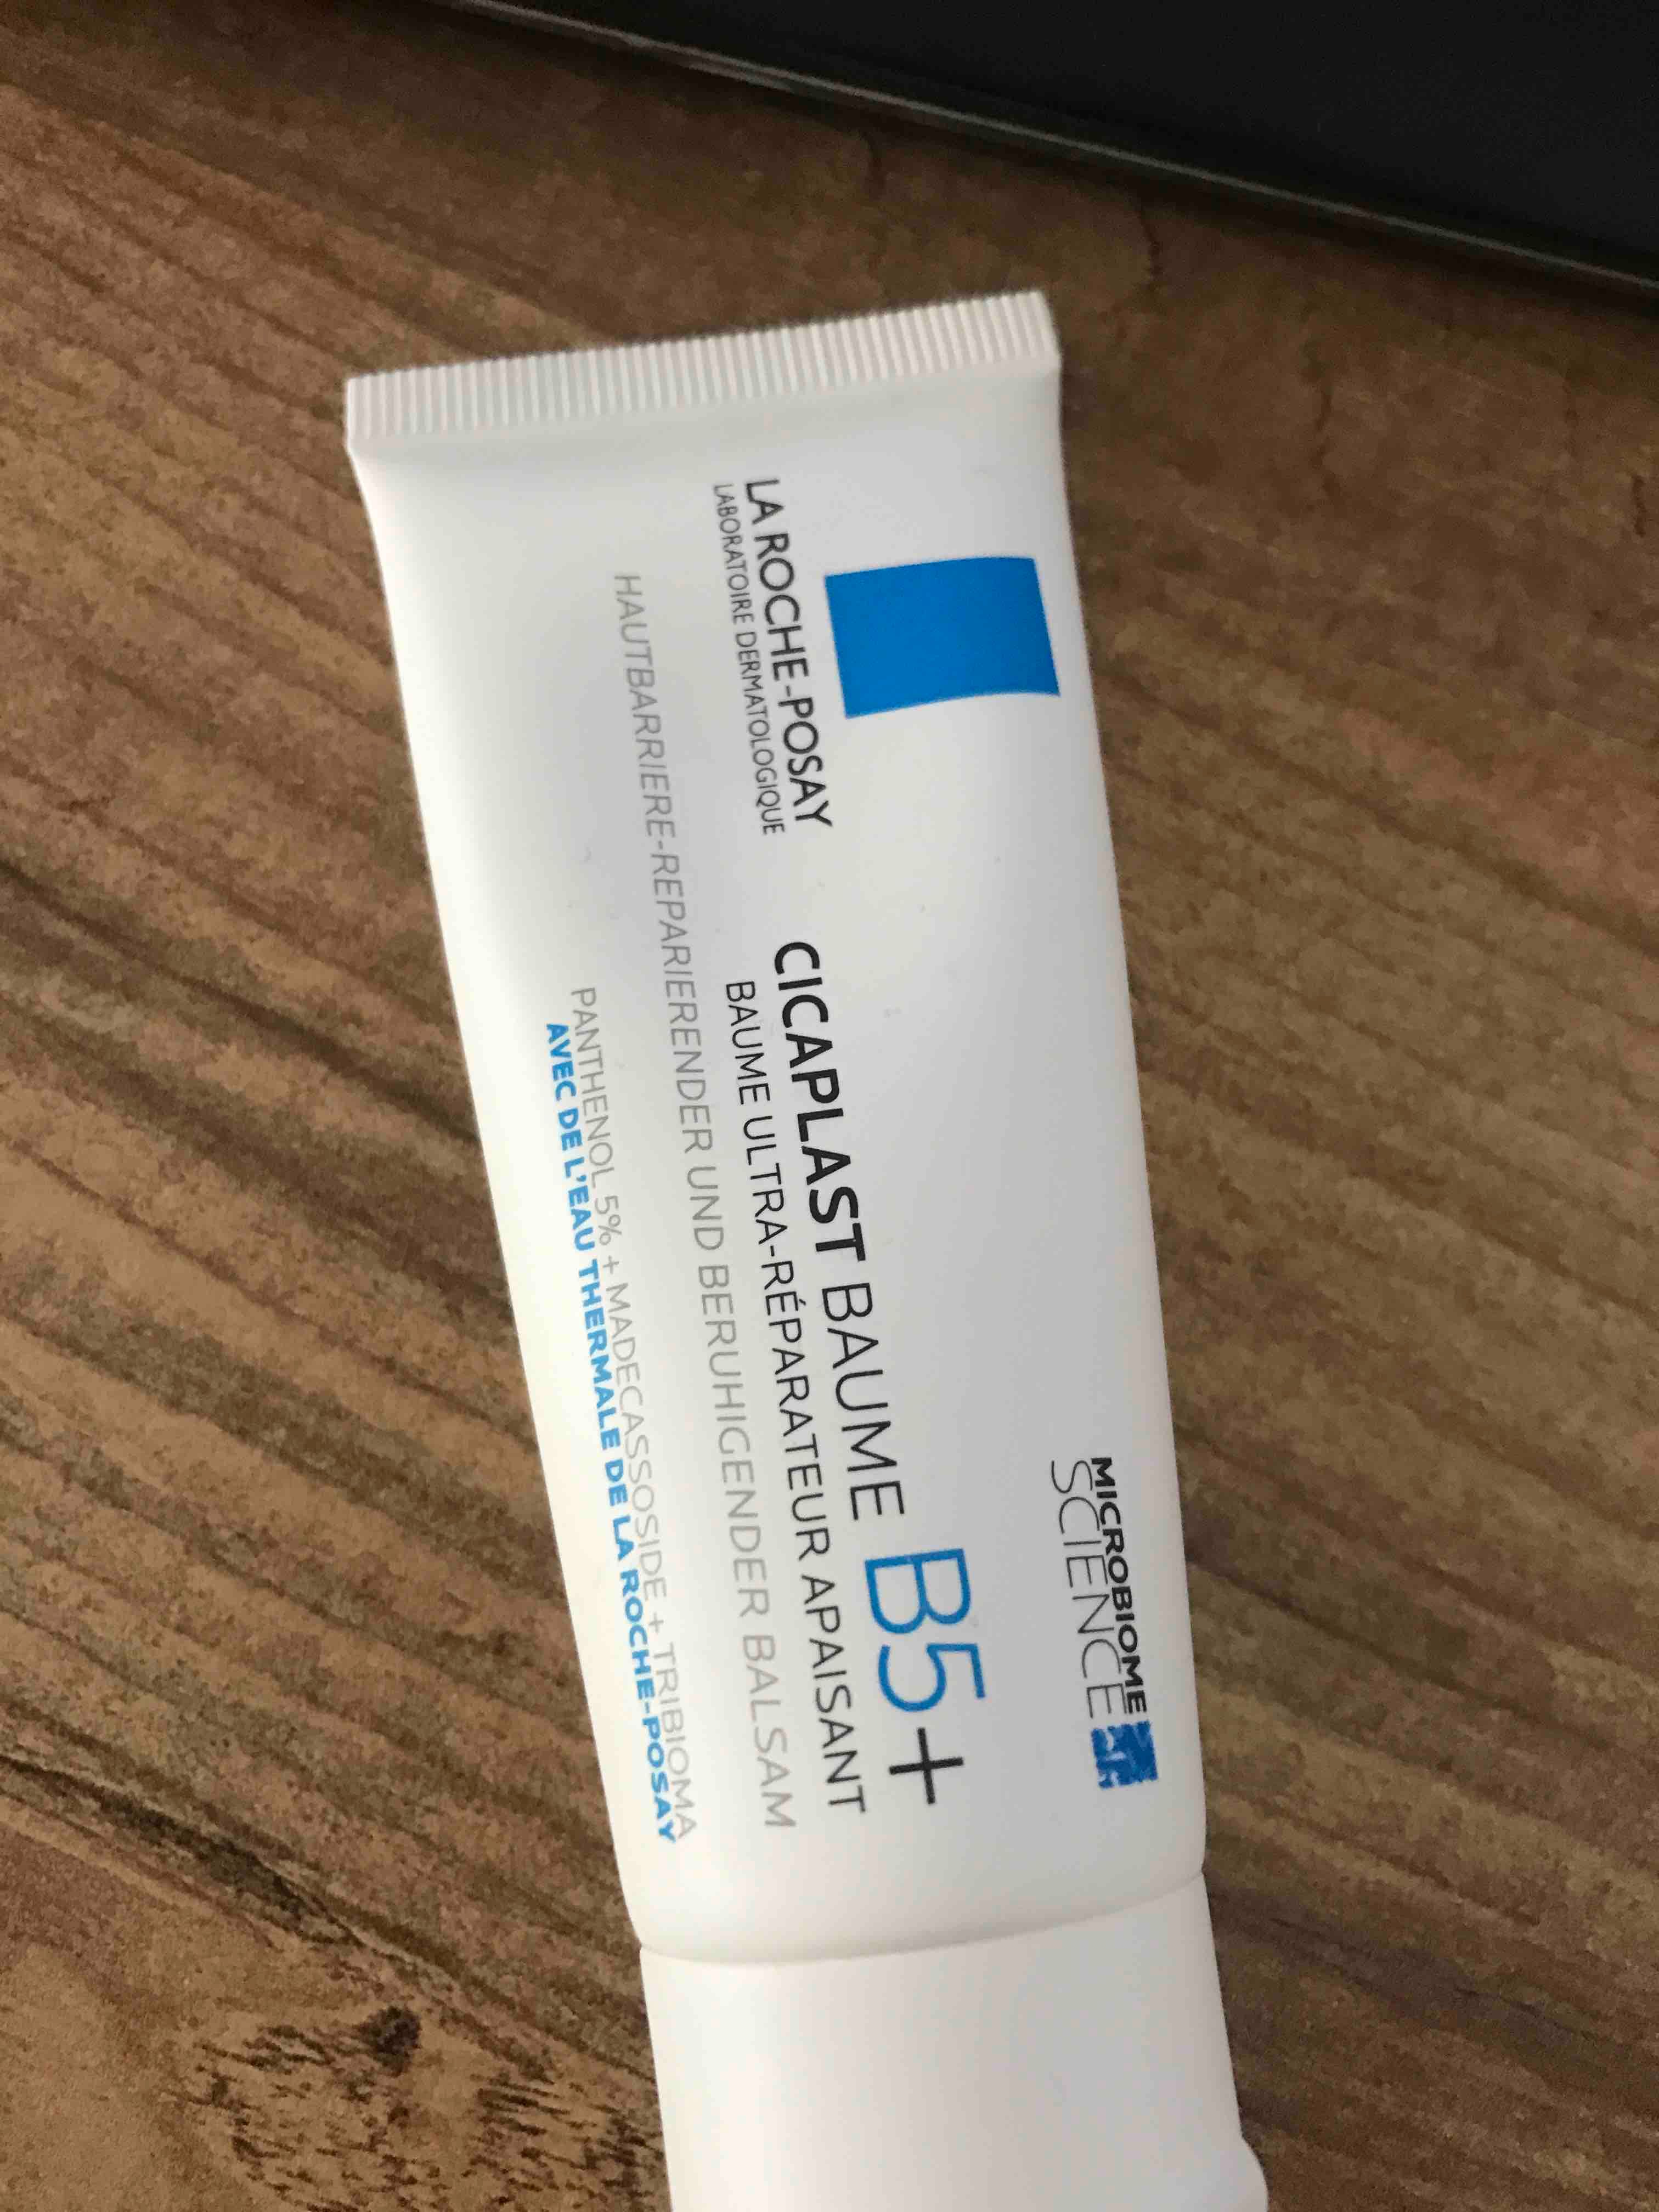 LA ROCHE-POSAY
LABORATOIRE DERMATOLOGIQUE
MICROBIOME
SCIENCE
CICAPLAST BAUME B5+
BAUME ULTRA-RÉPARATEUR APAISANT
HAUTBARRIERE-REPARIERENDER UND BERUHIGENDER BALSAM
PANTHENOL 5% + MADECASSOSIDE + TRIBIOMA
AVEC DE L'EAU THERMALE DE LA ROCHE-POSAY